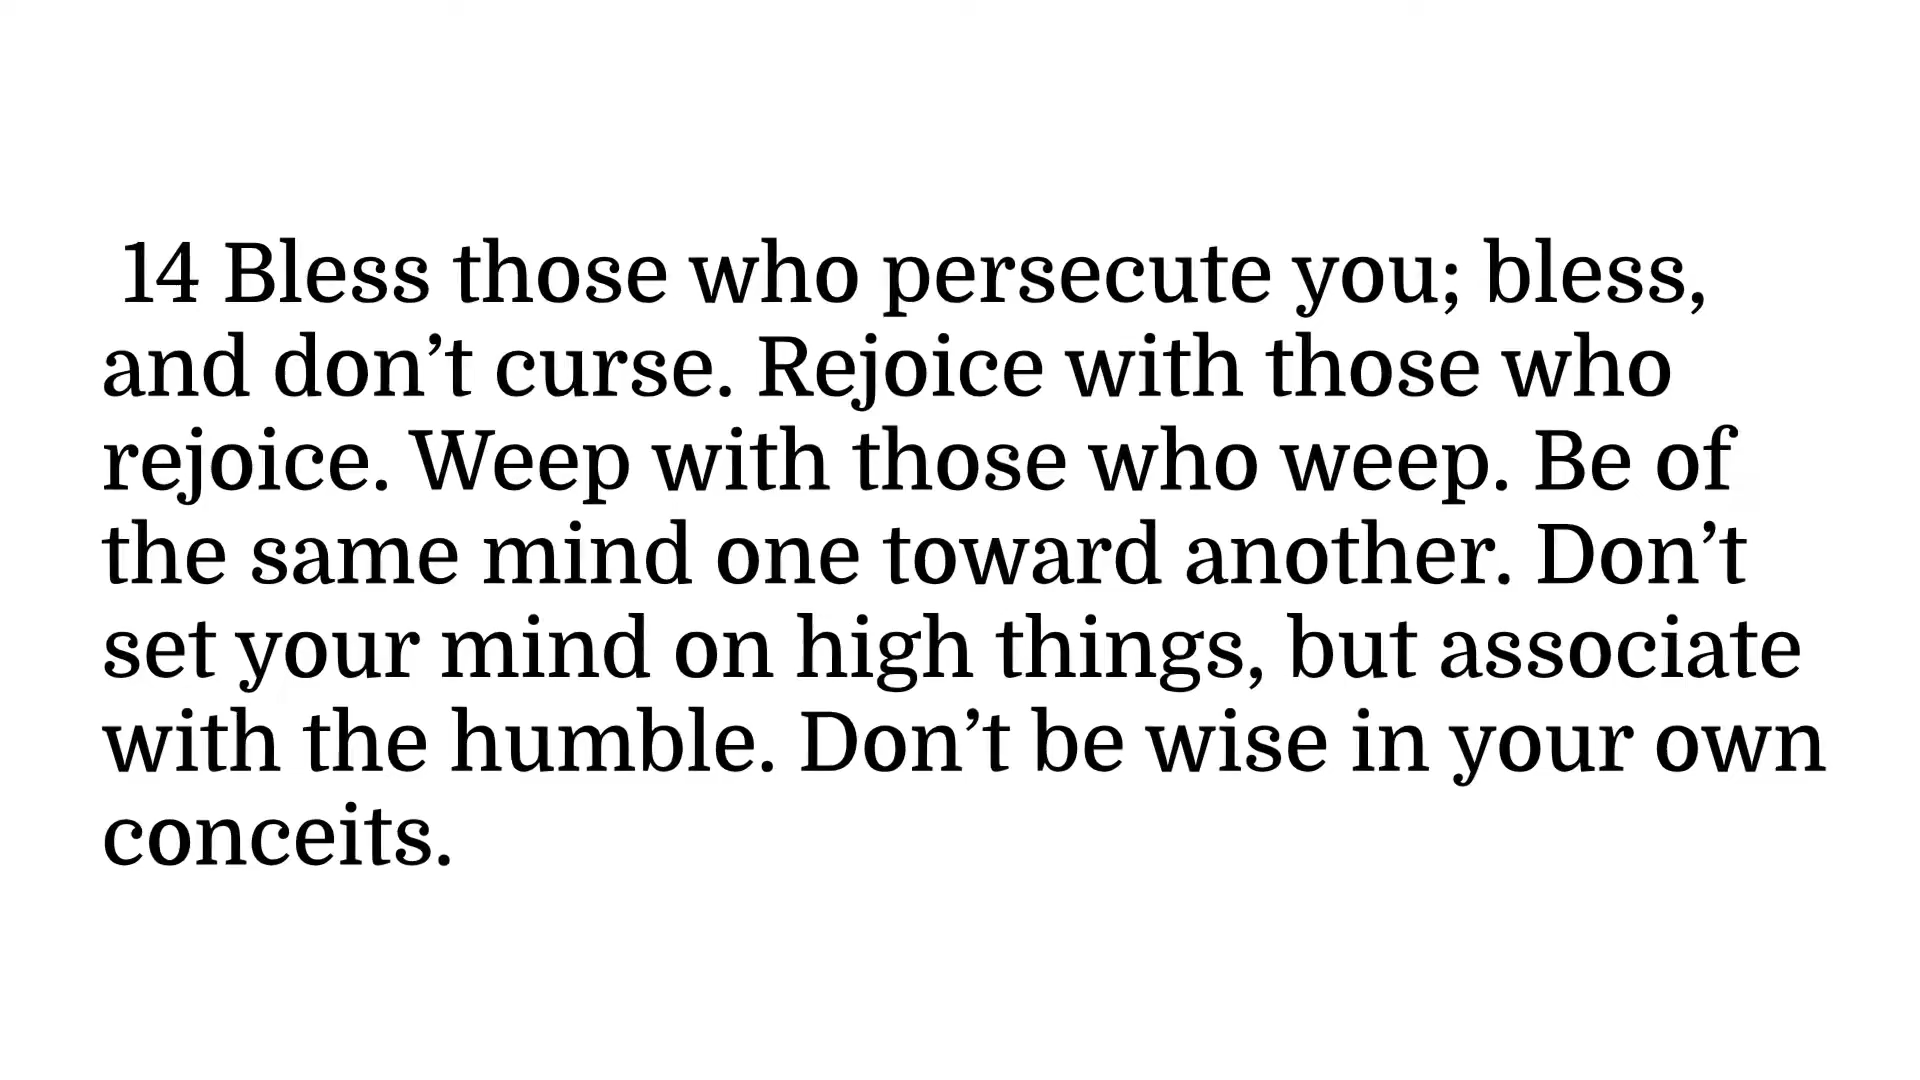 14 Bless those who persecute you; bless,
and don’t curse. Rejoice with those who
rejoice. Weep with those who weep. Be of
the same mind one toward another. Don’t
set your mind on high things, but associate
with the humble. Don’t be wise in your own
conceits.